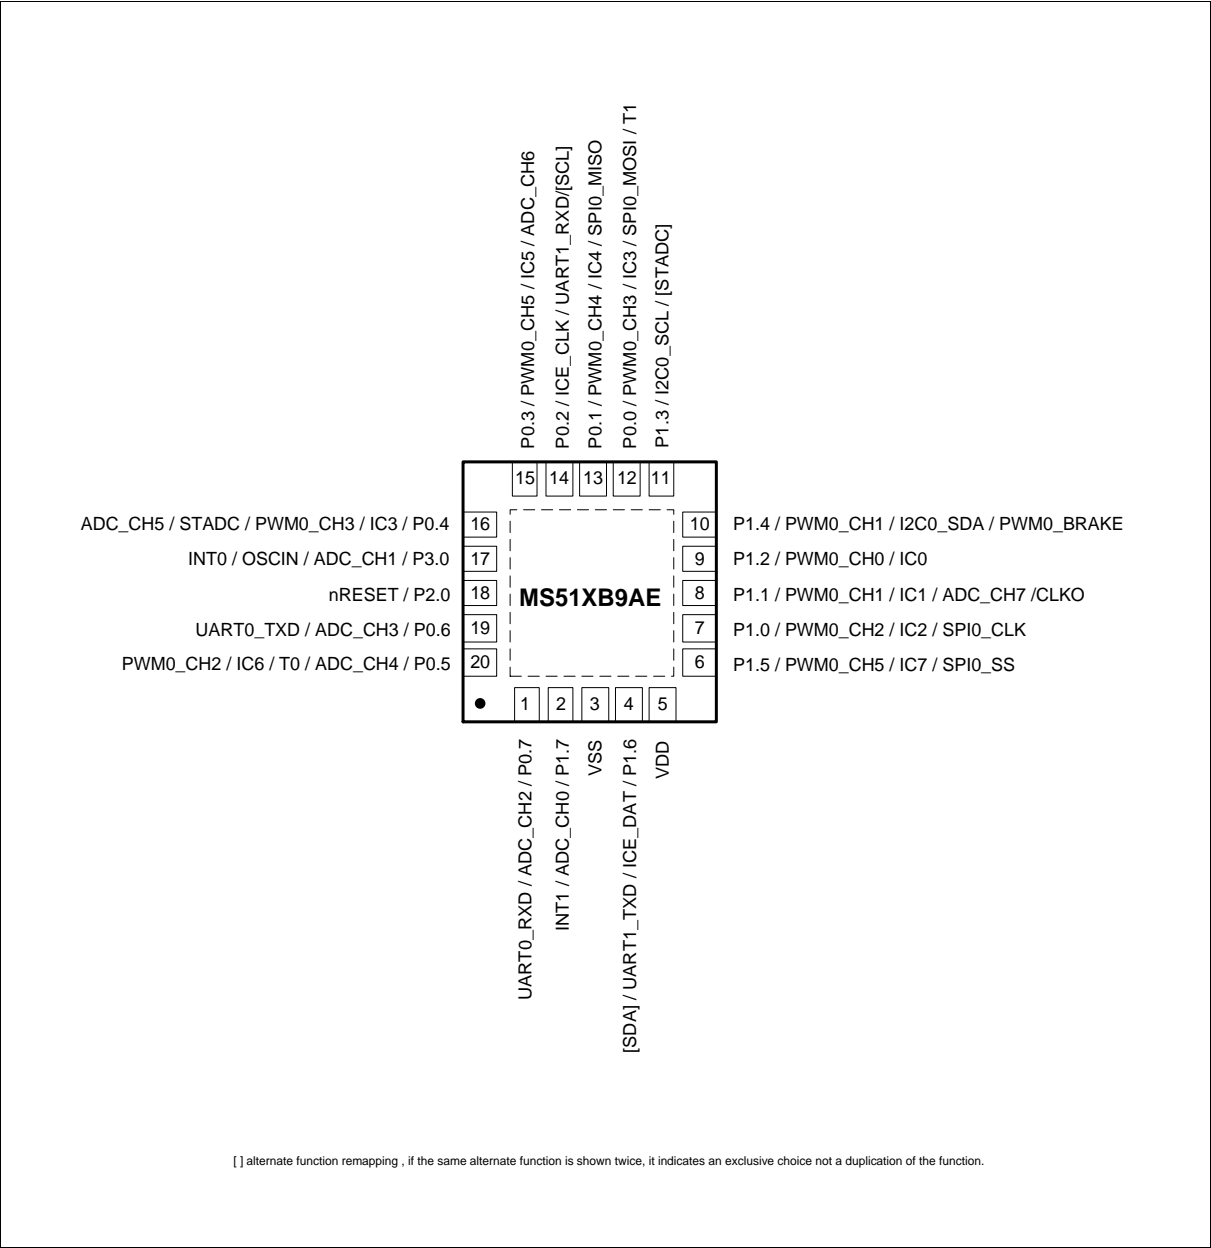 P0.3 / PWM0_CH5 / IC5 / ADC_CH6
P0.2 / ICE_CLK / UART1_RXD/[SCL]
P0.1 / PWM0_CH4 / IC4 / SPI0_MISO
P0.0 / PWM0_CH3 / IC3 / SPI0_MOSI / T1
P1.3 / I2C0_SCL / [STADC]
15
14
13
12
11
ADC_CH5 / STADC / PWM0_CH3 / IC3 / P0.4
16
INT0 / OSCIN / ADC_CH1 / P3.0
17
nRESET / P2.0
18
UART0_TXD / ADC_CH3 / P0.6
19
PWM0_CH2 / IC6 / T0 / ADC_CH4 / P0.5
20
MS51XB9AE
10
P1.4 / PWM0_CH1 / I2C0_SDA / PWM0_BRAKE
9
P1.2 / PWM0_CH0 / IC0
8
P1.1 / PWM0_CH1 / IC1 / ADC_CH7 /CLKO
7
P1.0 / PWM0_CH2 / IC2 / SPI0_CLK
6
P1.5 / PWM0_CH5 / IC7 / SPI0_SS
1
2
3
4
5
UART0_RXD / ADC_CH2 / P0.7
INT1 / ADC_CH0 / P1.7
VSS
[SDA] / UART1_TXD / ICE_DAT / P1.6
VDD
[ ] alternate function remapping , if the same alternate function is shown twice, it indicates an exclusive choice not a duplication of the function.